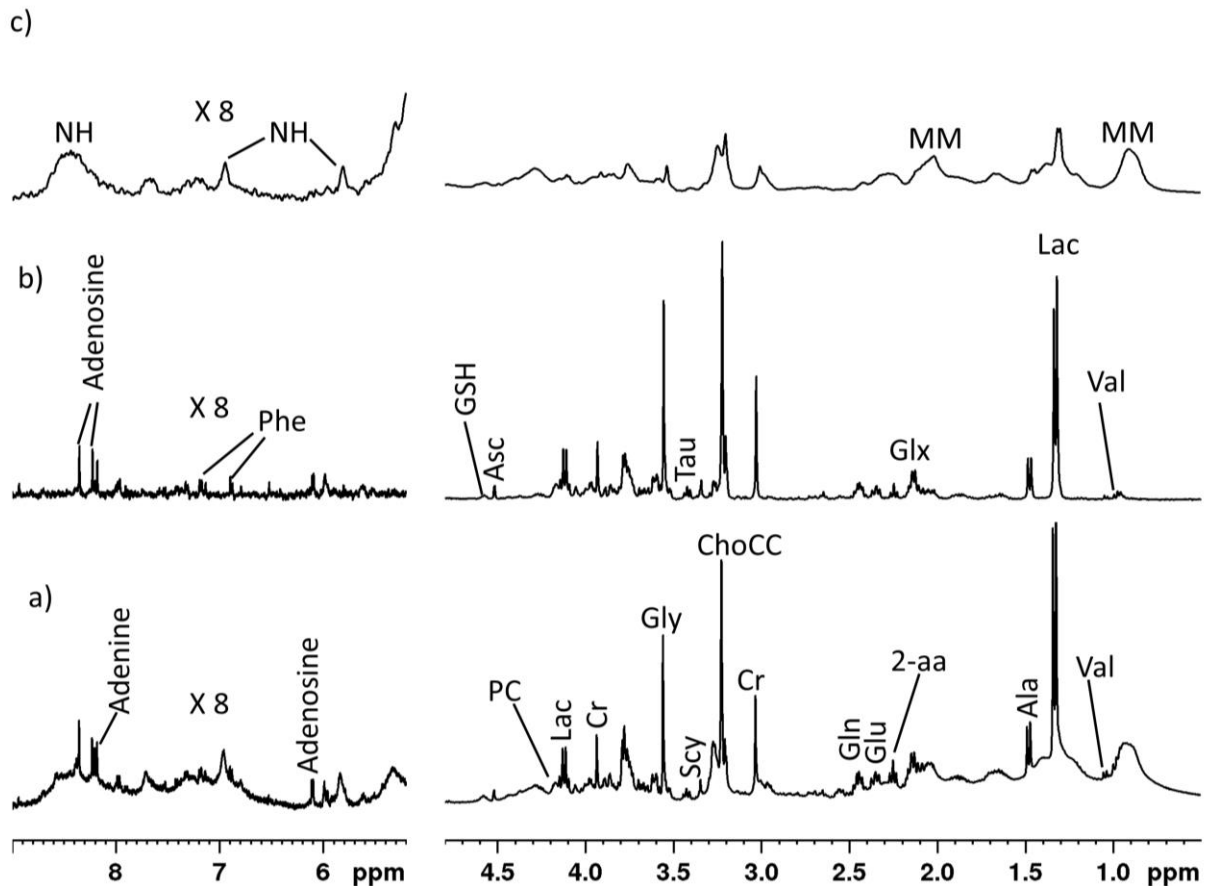 c)
NH
X 8
NH
MM
MM
b)
Adenosine
X 8
Phe
GSH
Asc
Tau
Glx
Lac
Val
a)
Adenine
X 8
Adenosine
PC
Lac
Cr
Gly
Scy
ChoCC
Cr
Gln
Glu
2-aa
Ala
Val
8 7 6 ppm 4.5 4.0 3.5 3.0 2.5 2.0 1.5 1.0 ppm